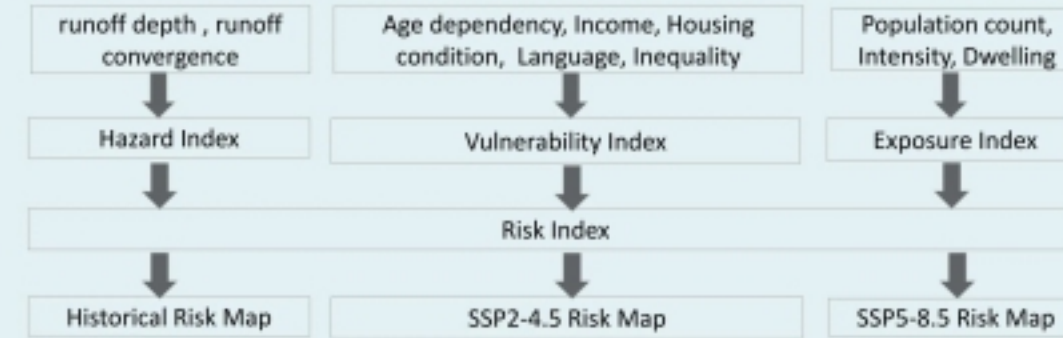 runoff depth , runoff
convergence
Age dependency, Income, Housing
condition, Language, Inequality
Population count,
Intensity, Dwelling
Hazard Index
Vulnerability Index
Exposure Index
Risk Index
Historical Risk Map
SSP2-4.5 Risk Map
SSP5-8.5 Risk Map